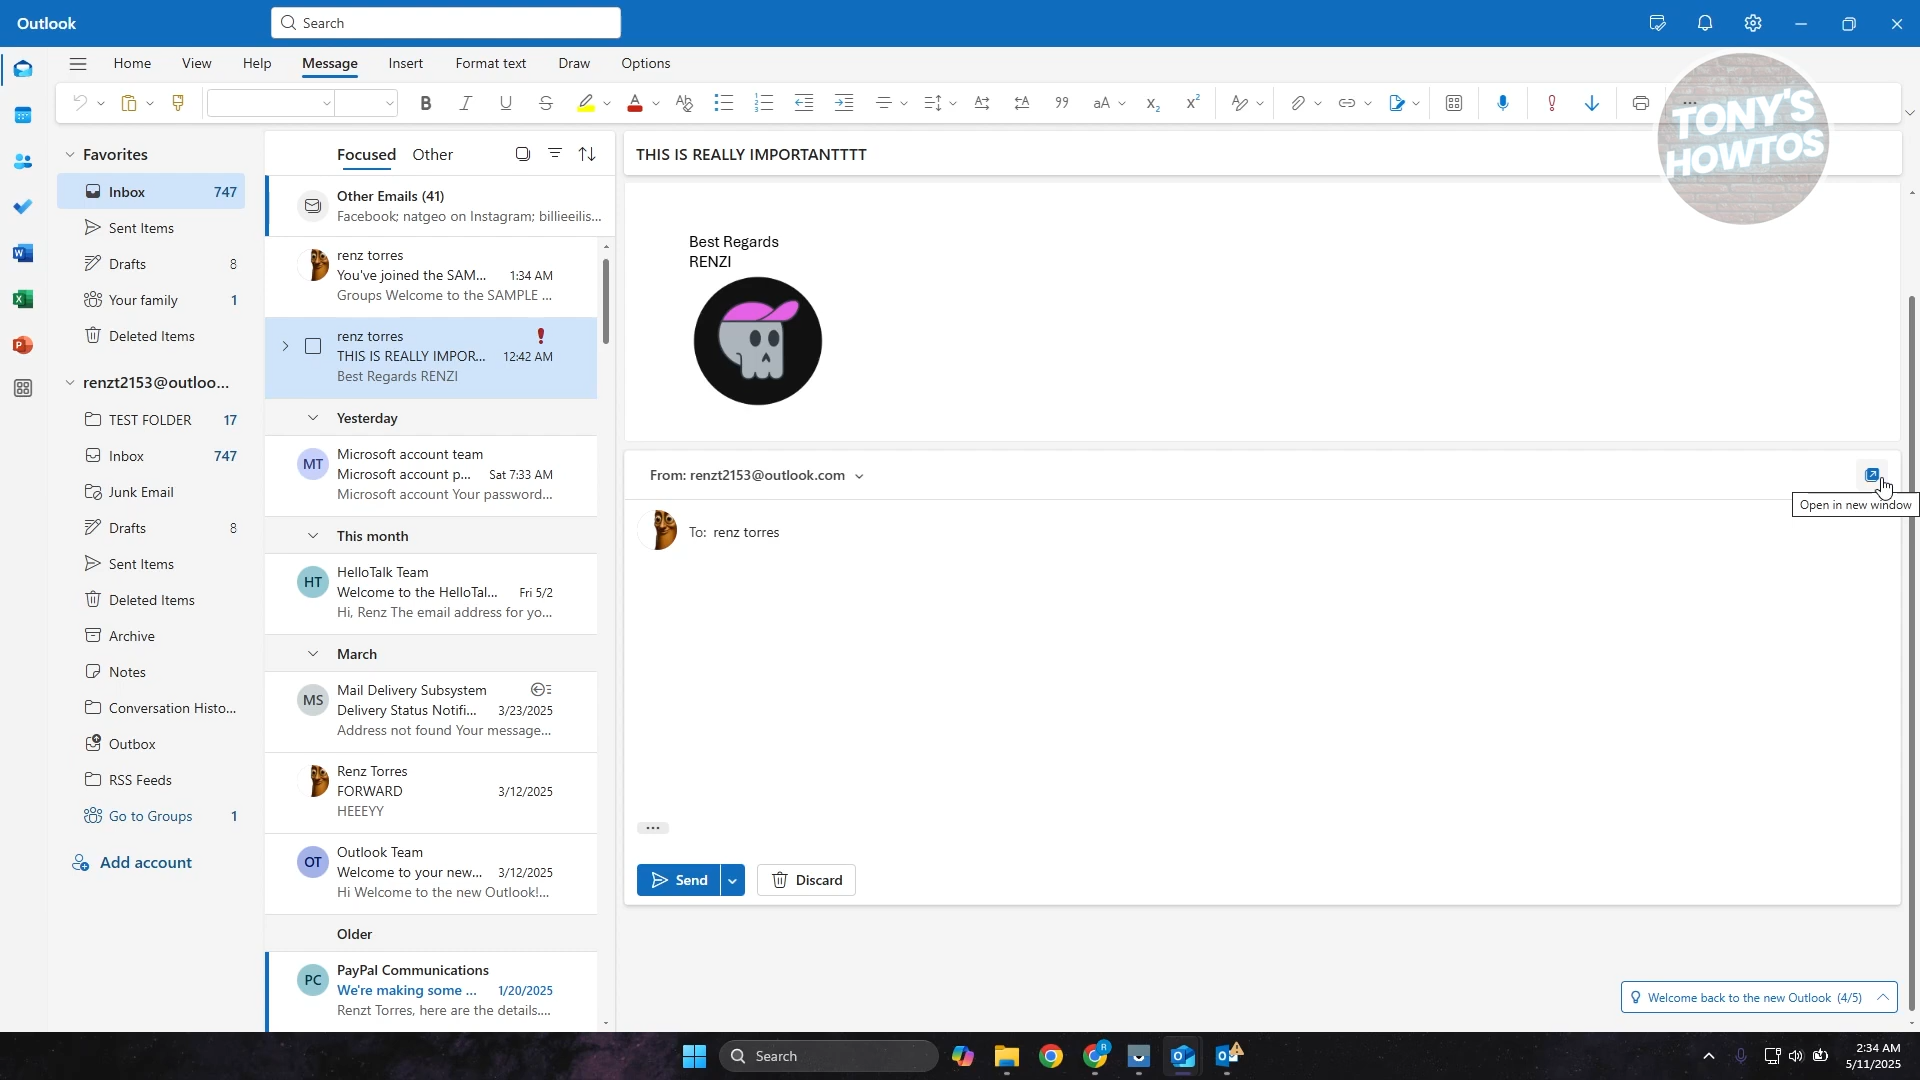 Outlook
Search
Home View Help Message Insert Format text Draw Options
TONY'S
HOWTOS
Favorites
Inbox 747
Sent Items
Drafts 8
Your family 1
Deleted Items
renzt2153@outloo...
TEST FOLDER 17
Inbox 747
Junk Email
Drafts 8
Sent Items
Deleted Items
Archive
Notes
Conversation Histo...
Outbox
RSS Feeds
Go to Groups 1
Add account
Focused Other
Other Emails (41)
Facebook; natgeo on Instagram; billieeilis...
renz torres
You've joined the SAM... 1:34 AM
Groups Welcome to the SAMPLE ...
renz torres
THIS IS REALLY IMPOR... 12:42 AM
Best Regards RENZI
Yesterday
MT
Microsoft account team
Microsoft account p... Sat 7:33 AM
Microsoft account Your password...
This month
HT
HelloTalk Team
Welcome to the HelloTal... Fri 5/2
Hi, Renz The email address for yo...
March
MS
Mail Delivery Subsystem
Delivery Status Notifi... 3/23/2025
Address not found Your message...
Renz Torres
FORWARD 3/12/2025
HEEEYY
OT
Outlook Team
Welcome to your new... 3/12/2025
Hi Welcome to the new Outlook!...
Older
PC
PayPal Communications
We're making some ... 1/20/2025
Renzt Torres, here are the details....
THIS IS REALLY IMPORTANTTTT
Best Regards
RENZI
From: renzt2153@outlook.com
Open in new window
To: renz torres
Send Discard
Welcome back to the new Outlook (4/5)
Search
2:34 AM
5/11/2025